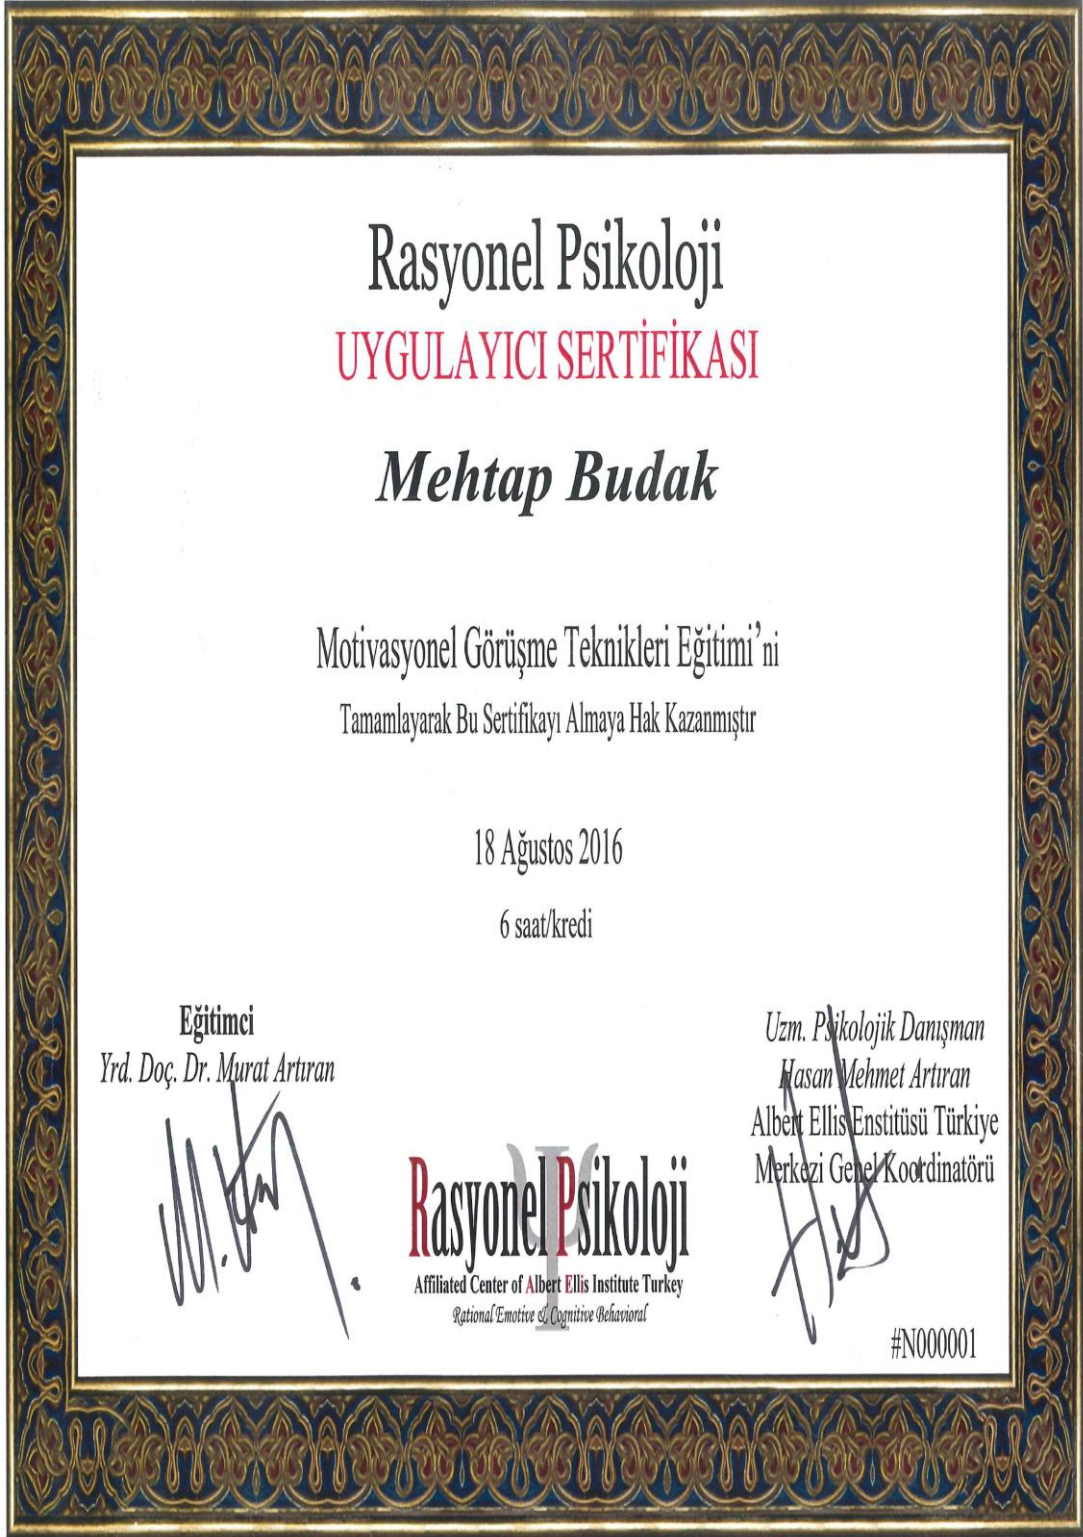 Rasyonel Psikoloji
UYGULAYICI SERTİFİKASI
Mehtap Budak
Motivasyonel Görüşme Teknikleri Eğitimi’ni
Tamamlayarak Bu Sertifikayı Almaya Hak Kazanmıştır
18 Ağustos 2016
6 saat/kredi
Eğitimci
Yrd. Doç. Dr. Murat Artıran
Uzm. Psikolojik Danışman
Hasan Mehmet Artıran
Albert Ellis Enstitüsü Türkiye
Merkezi Genel Koordinatörü
Rasyonel Psikoloji
Affiliated Center of Albert Ellis Institute Turkey
Rational Emotive & Cognitive Behavioral
#N000001